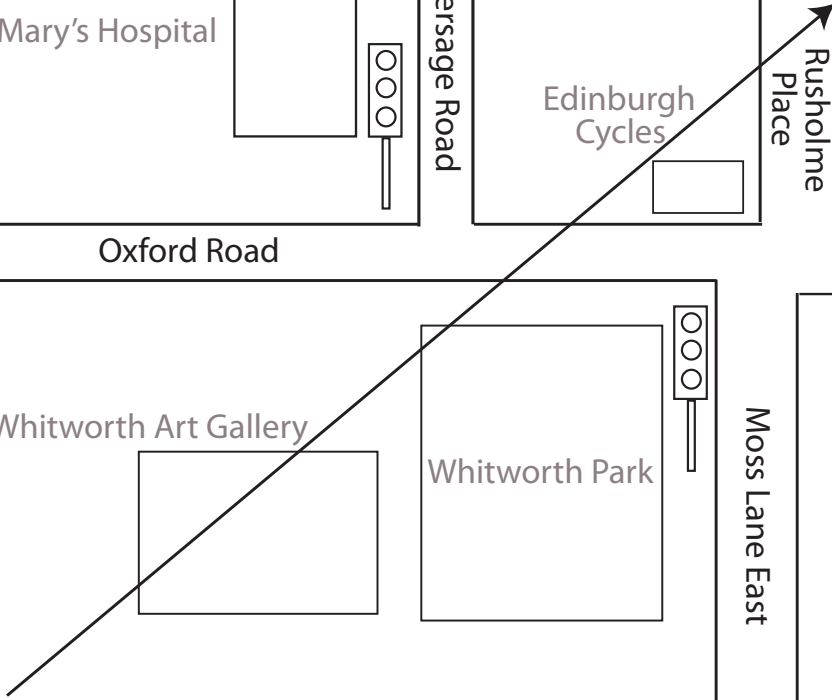 Mary's Hospital
ersage Road
Edinburgh
Cycles
Rusholme
Place
Oxford Road
Whitworth Art Gallery
Whitworth Park
Moss Lane East